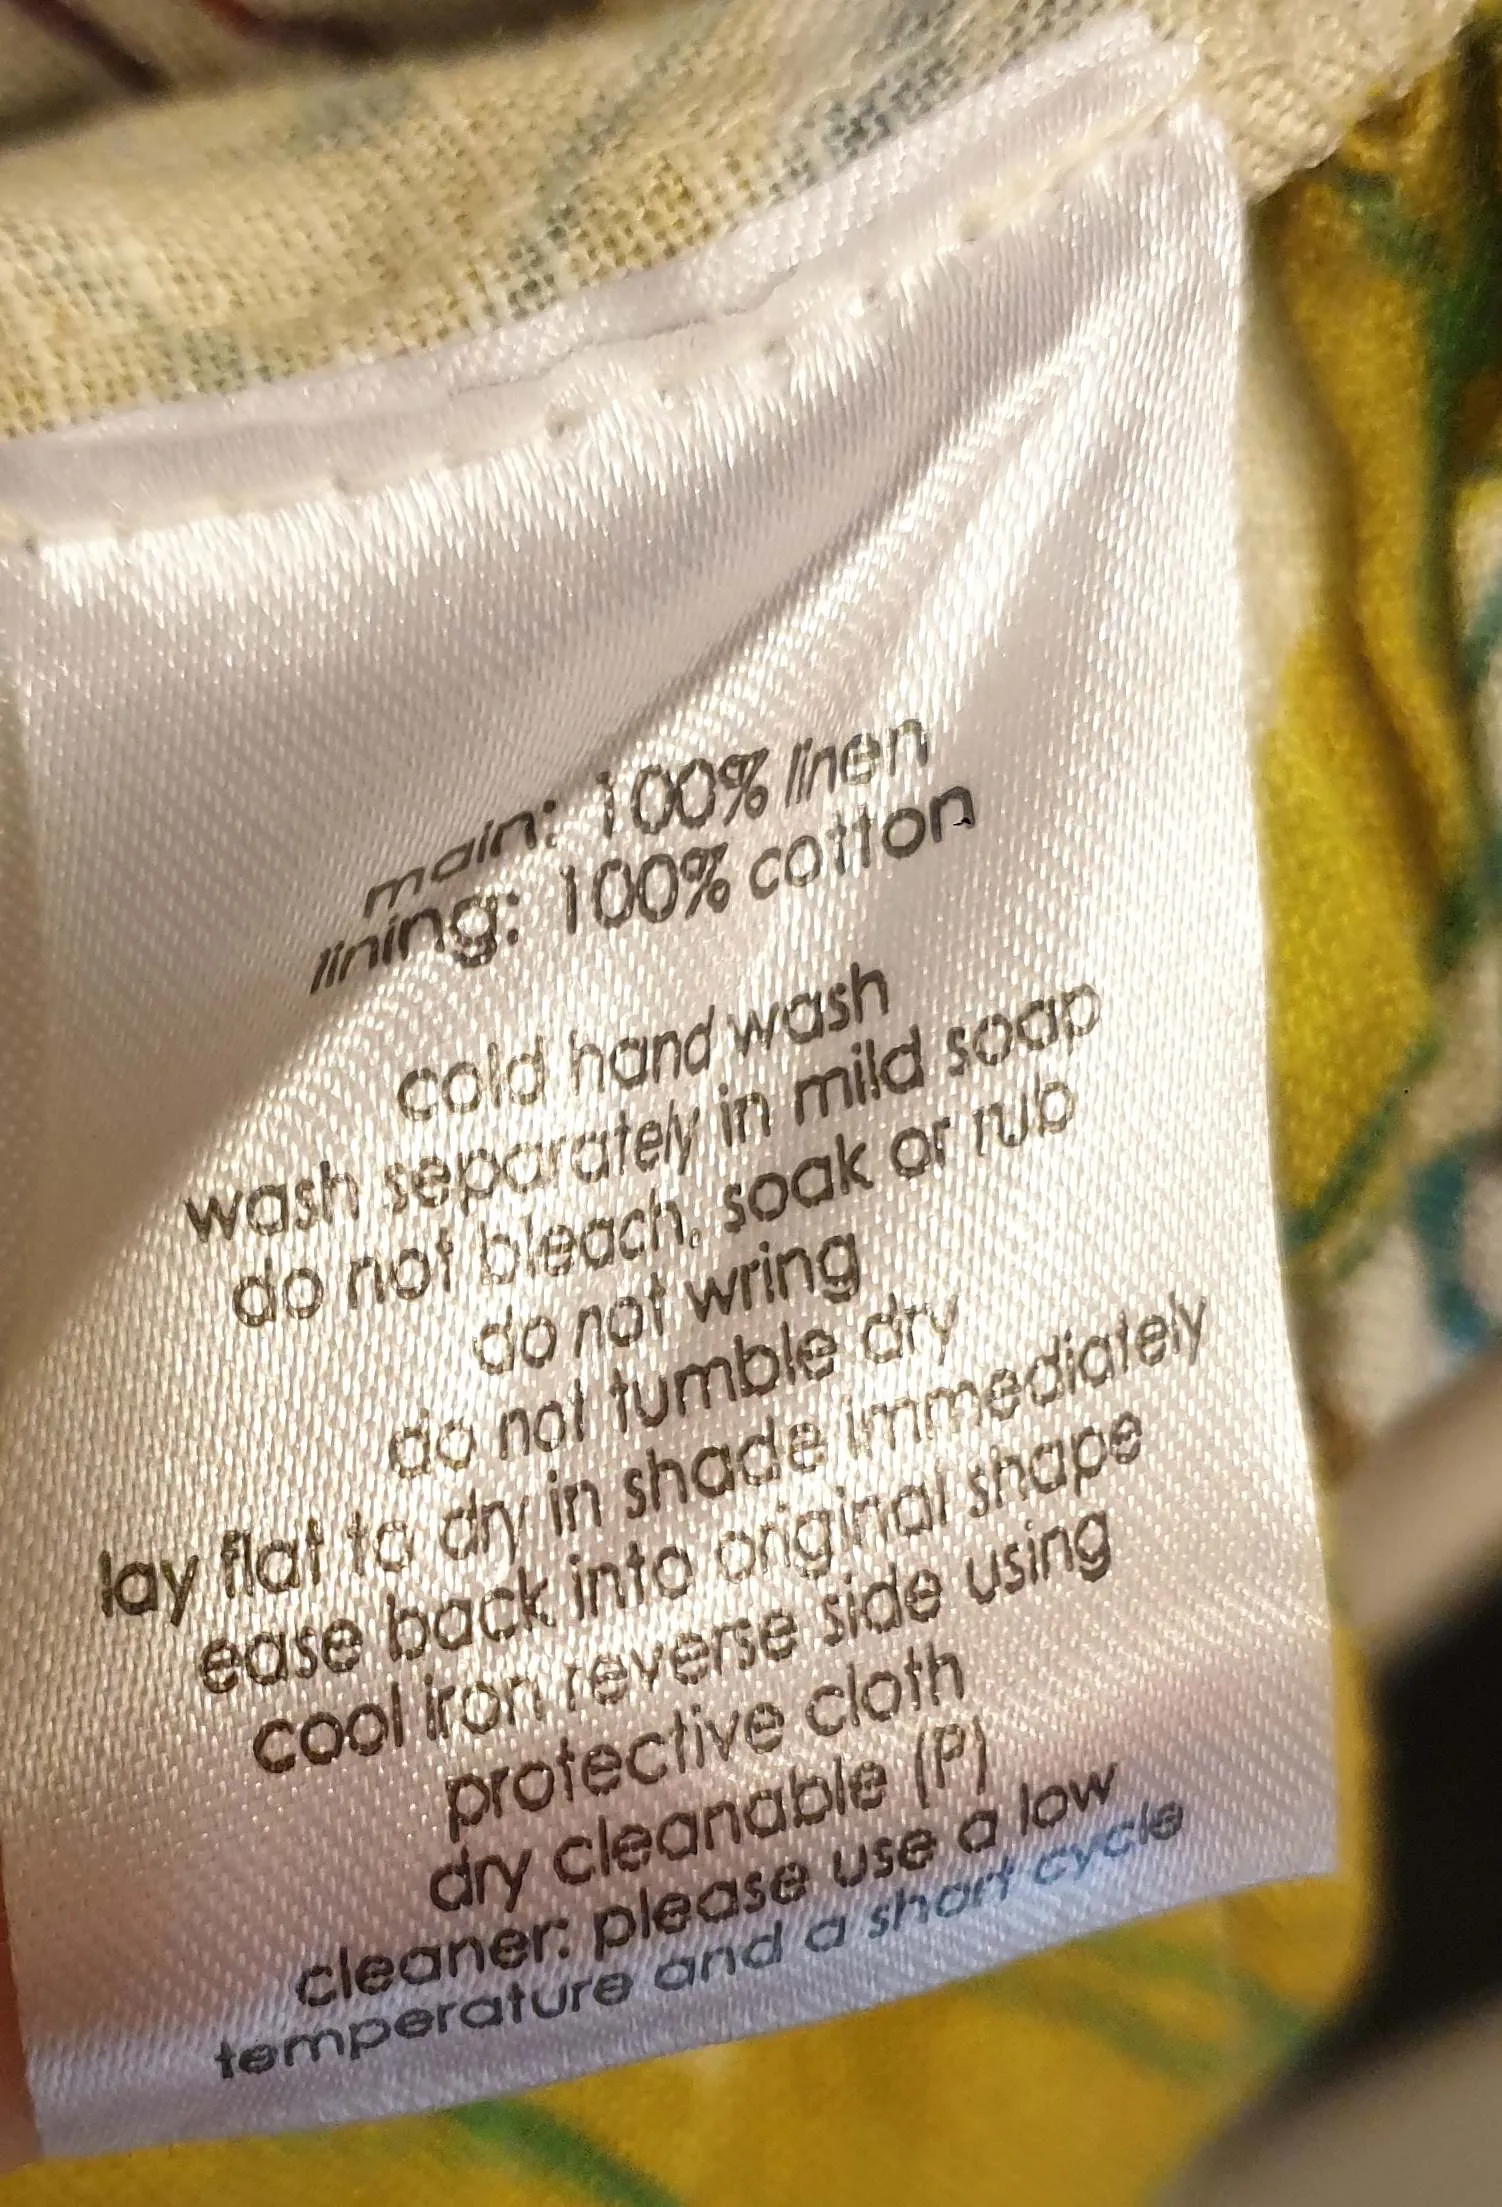 main: 100% linen
lining: 100% cotton
cold hand wash
wash separately in mild soap
do not bleach, soak or rub
do not wring
do not tumble dry
lay flat to dry in shade immediately
ease back into original shape
cool iron reverse side using
protective cloth
dry cleanable (P)
cleaner: please use a low
temperature and a short cycle